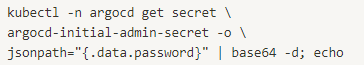 kubectl -n argocd get secret \
argocd-initial-admin-secret -o \
jsonpath="{.data.password}" | base64 -d; echo